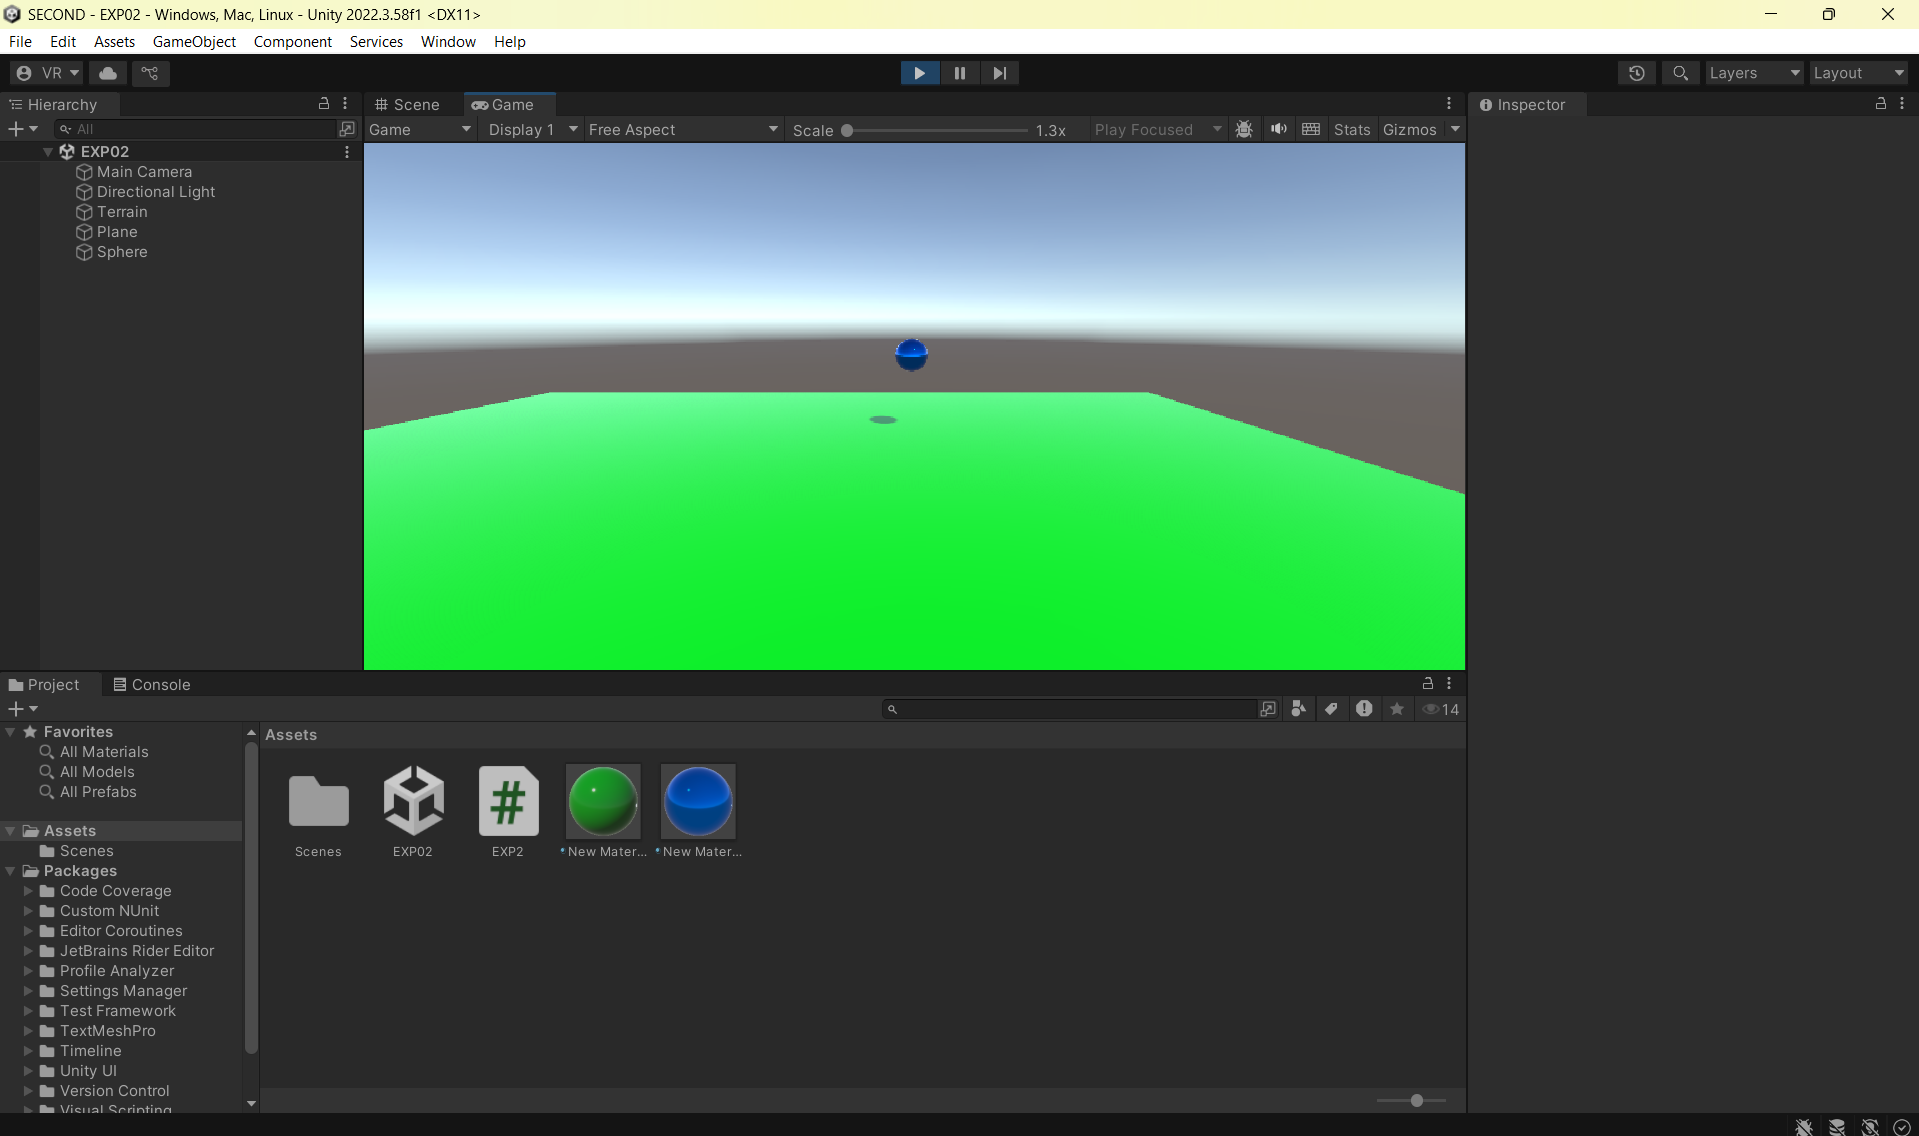 SECOND - EXP02 - Windows, Mac, Linux - Unity 2022.3.58f1 <DX11>
File Edit Assets GameObject Component Services Window Help
VR Layers Layout
Hierarchy
All
EXP02
Main Camera
Directional Light
Terrain
Plane
Sphere
Scene Game
Game Display 1 Free Aspect Scale 1.3x Play Focused Stats Gizmos
Inspector
Project Console
14
Favorites
All Materials
All Models
All Prefabs
Assets
Scenes
Packages
Code Coverage
Custom NUnit
Editor Coroutines
JetBrains Rider Editor
Profile Analyzer
Settings Manager
Test Framework
TextMeshPro
Timeline
Unity UI
Version Control
Visual Scripting
Assets
Scenes EXP02 EXP2 New Mater... New Mater...